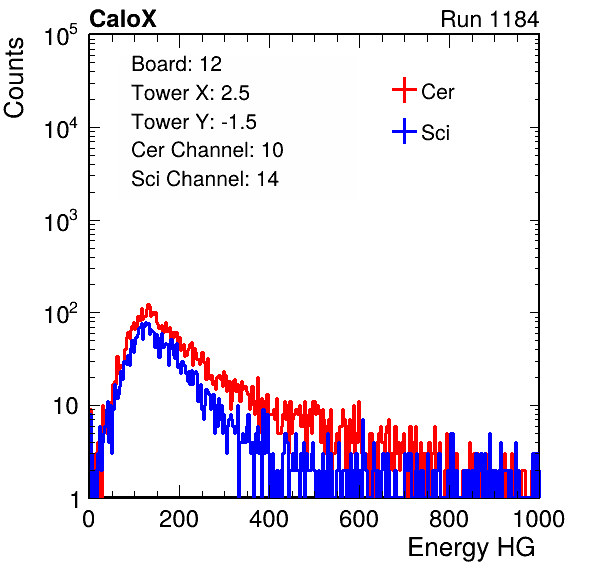 CaloX Run 1184
Counts
Board: 12
Tower X: 2.5
Tower Y: -1.5
Cer Channel: 10
Sci Channel: 14
Cer
Sci
10^5
10^4
10^3
10^2
10
1
0 200 400 600 800 1000
Energy HG